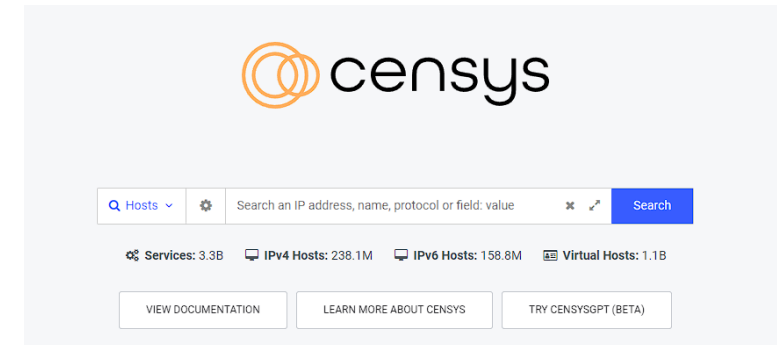 censys
Hosts Search an IP address, name, protocol or field: value Search
Services: 3.3B IPv4 Hosts: 238.1M IPv6 Hosts: 158.8M Virtual Hosts: 1.1B
VIEW DOCUMENTATION LEARN MORE ABOUT CENSYS TRY CENSYSGPT (BETA)